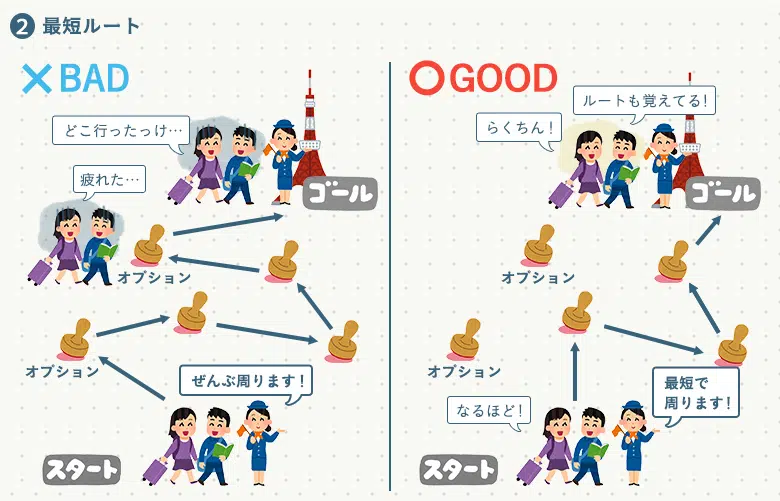 2 最短ルート
×BAD
どこ行ったっけ…
疲れた…
ゴール
オプション
オプション
ぜんぶ周ります！
スタート
○GOOD
ルートも覚えてる！
らくちん！
ゴール
オプション
オプション
最短で
周ります！
なるほど！
スタート